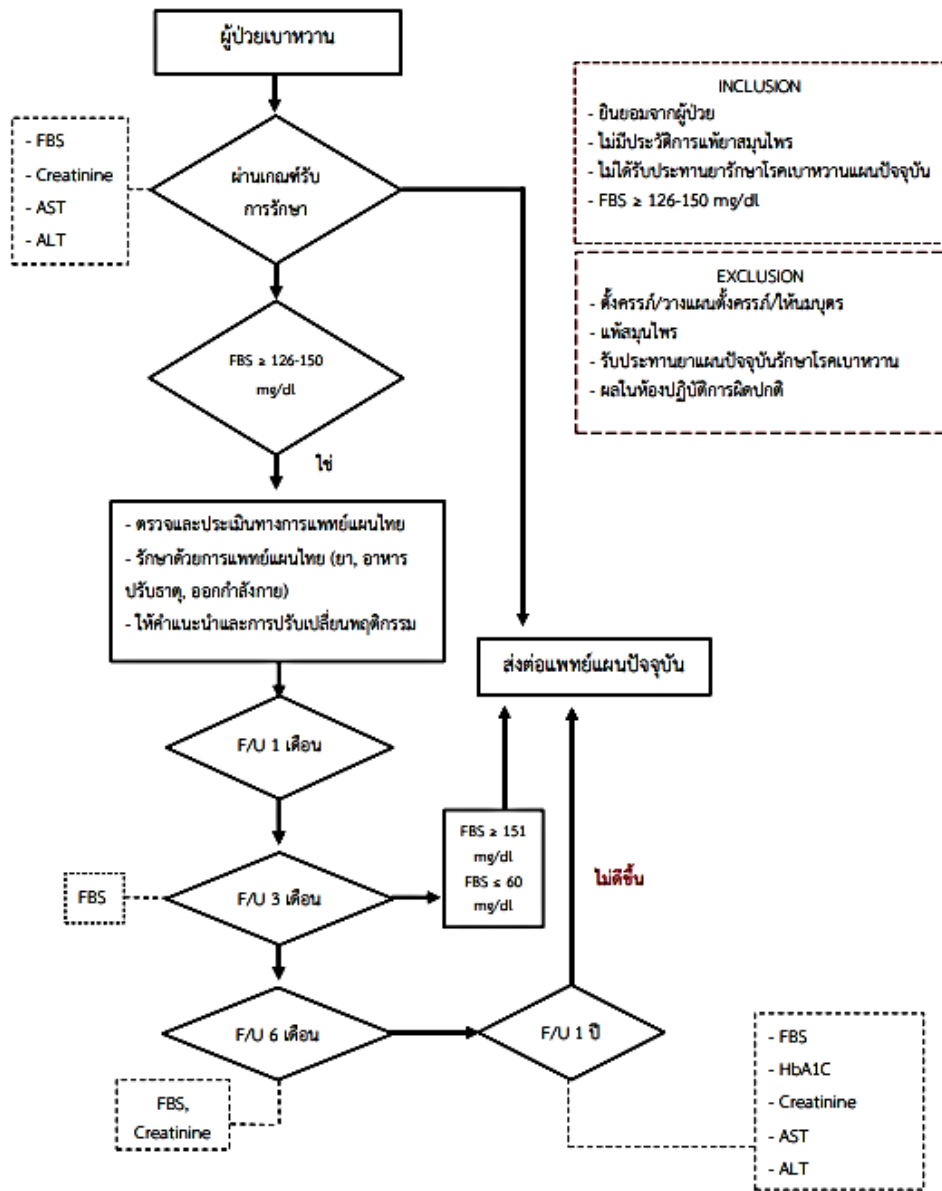 ผู้ป่วยเบาหวาน
- FBS
- Creatinine
- AST
- ALT
ผ่านเกณฑ์รับ
การรักษา
INCLUSION
- ยินยอมจากผู้ป่วย
- ไม่มีประวัติการแพ้ยาสมุนไพร
- ไม่ได้รับประทานยารักษาโรคเบาหวานแผนปัจจุบัน
- FBS ≥ 126-150 mg/dl
EXCLUSION
- ตั้งครรภ์/วางแผนตั้งครรภ์/ให้นมบุตร
- แพ้สมุนไพร
- รับประทานยาแผนปัจจุบันรักษาโรคเบาหวาน
- ผลในห้องปฏิบัติการผิดปกติ
FBS ≥ 126-150
mg/dl
ใช่
- ตรวจและประเมินทางการแพทย์แผนไทย
- รักษาด้วยการแพทย์แผนไทย (ยา, อาหาร
ปรับธาตุ, ออกกำลังกาย)
- ให้คำแนะนำและการปรับเปลี่ยนพฤติกรรม
ส่งต่อแพทย์แผนปัจจุบัน
F/U 1 เดือน
FBS ≥ 151
mg/dl
FBS ≤ 60
mg/dl
ไม่ดีขึ้น
FBS
F/U 3 เดือน
F/U 6 เดือน
F/U 1 ปี
FBS,
Creatinine
- FBS
- HbA1C
- Creatinine
- AST
- ALT